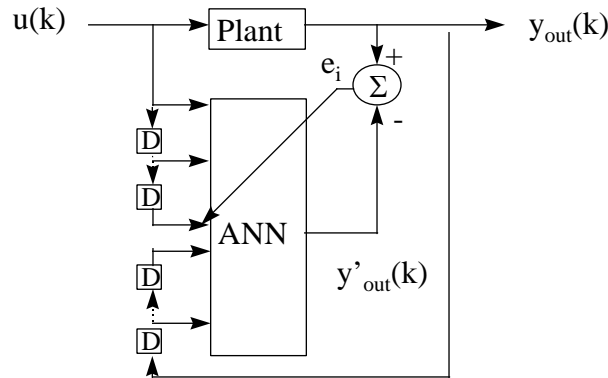 u(k)
Plant
y_out(k)
+
e_i
Σ
-
D
D
ANN
y'_out(k)
D
D